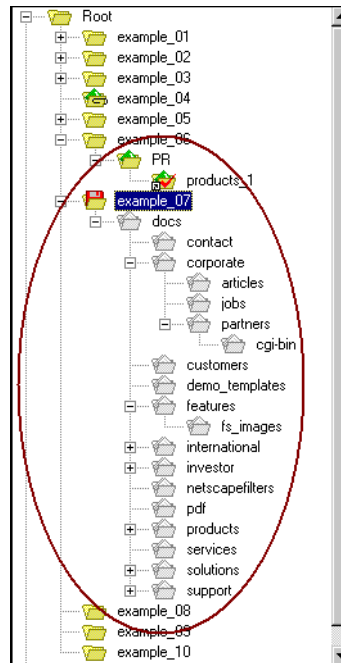 Root
example_01
example_02
example_03
example_04
example_05
example_06
PR
products_1
example_07
docs
contact
corporate
articles
jobs
partners
cgi-bin
customers
demo_templates
features
fs_images
international
investor
netscapefilters
pdf
products
services
solutions
support
example_08
example_09
example_10